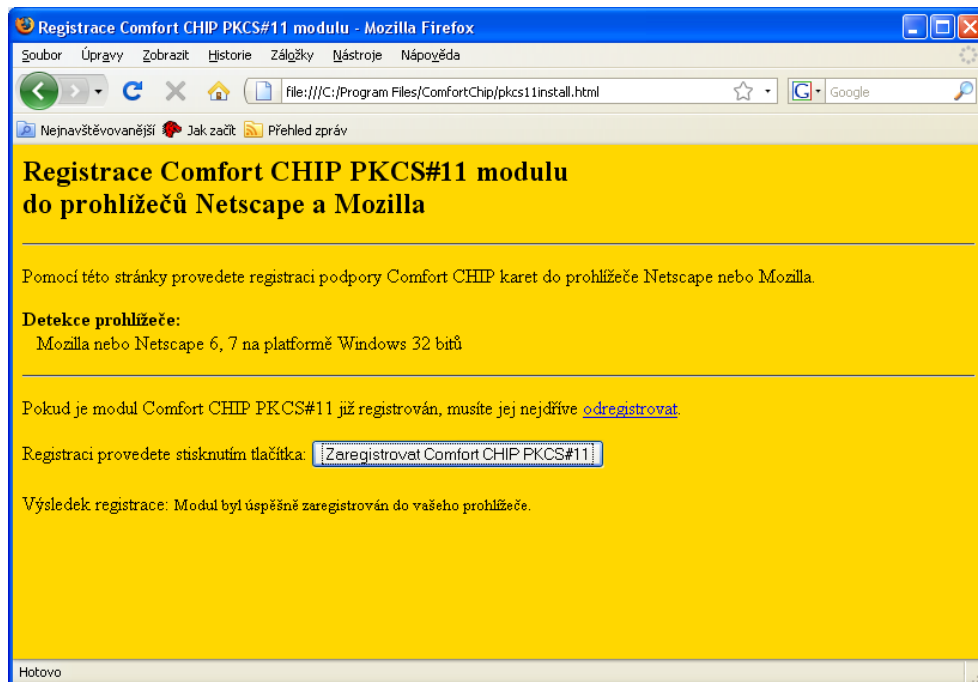 Registrace Comfort CHIP PKCS#11 modulu - Mozilla Firefox
Soubor Úpravy Zobrazit Historie Záložky Nástroje Nápověda
file:///C:/Program Files/ComfortChip/pkcs11install.html
G Google
Nejnavštěvovanější Jak začít Přehled zpráv
Registrace Comfort CHIP PKCS#11 modulu
do prohlížečů Netscape a Mozilla
Pomocí této stránky provedete registraci podpory Comfort CHIP karet do prohlížeče Netscape nebo Mozilla.
Detekce prohlížeče:
Mozilla nebo Netscape 6, 7 na platformě Windows 32 bitů
Pokud je modul Comfort CHIP PKCS#11 již registrován, musíte jej nejdříve odregistrovat.
Registraci provedete stisknutím tlačítka: Zaregistrovat Comfort CHIP PKCS#11
Výsledek registrace: Modul byl úspěšně zaregistrován do vašeho prohlížeče.
Hotovo